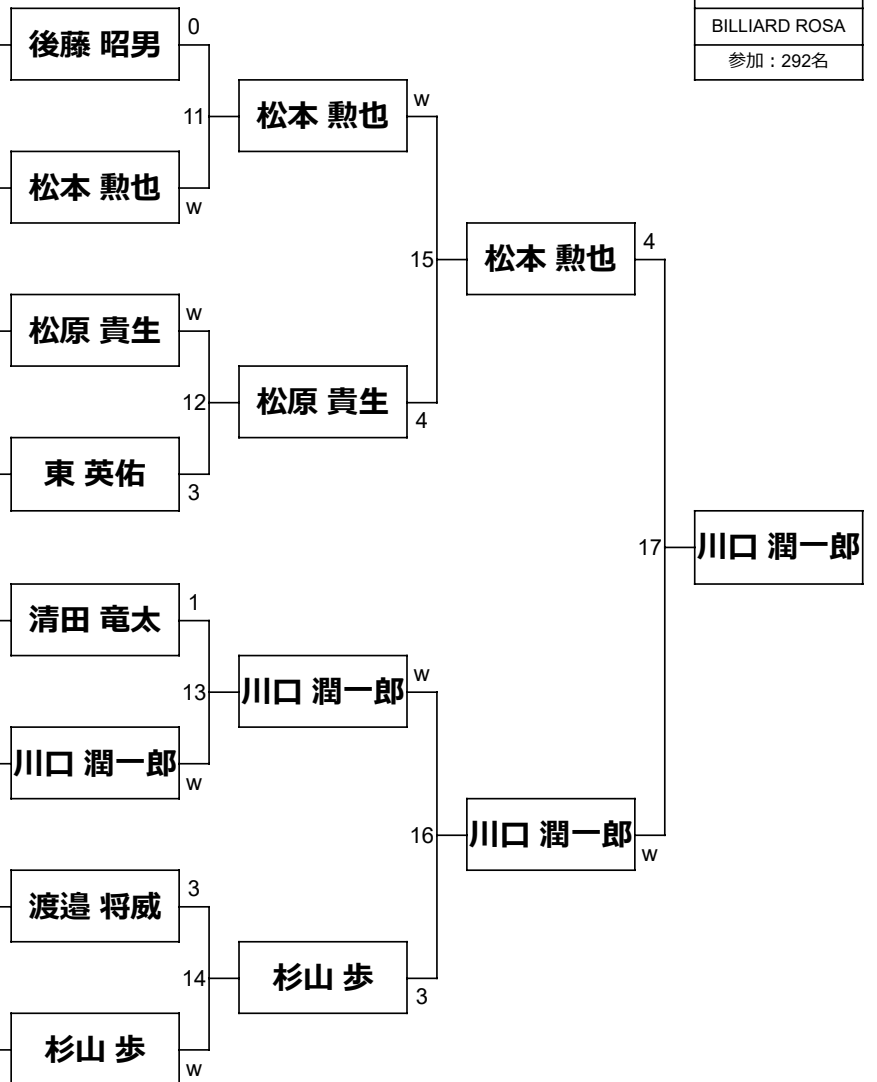 BILLIARD ROSA
参加：292名
後藤 昭男
0
11
松本 勲也
w
松本 勲也
w
15
松本 勲也
4
松原 貴生
w
12
松原 貴生
4
東 英佑
3
17
川口 潤一郎
清田 竜太
1
13
川口 潤一郎
w
川口 潤一郎
w
16
川口 潤一郎
w
渡邉 将威
3
14
杉山 歩
3
杉山 歩
w